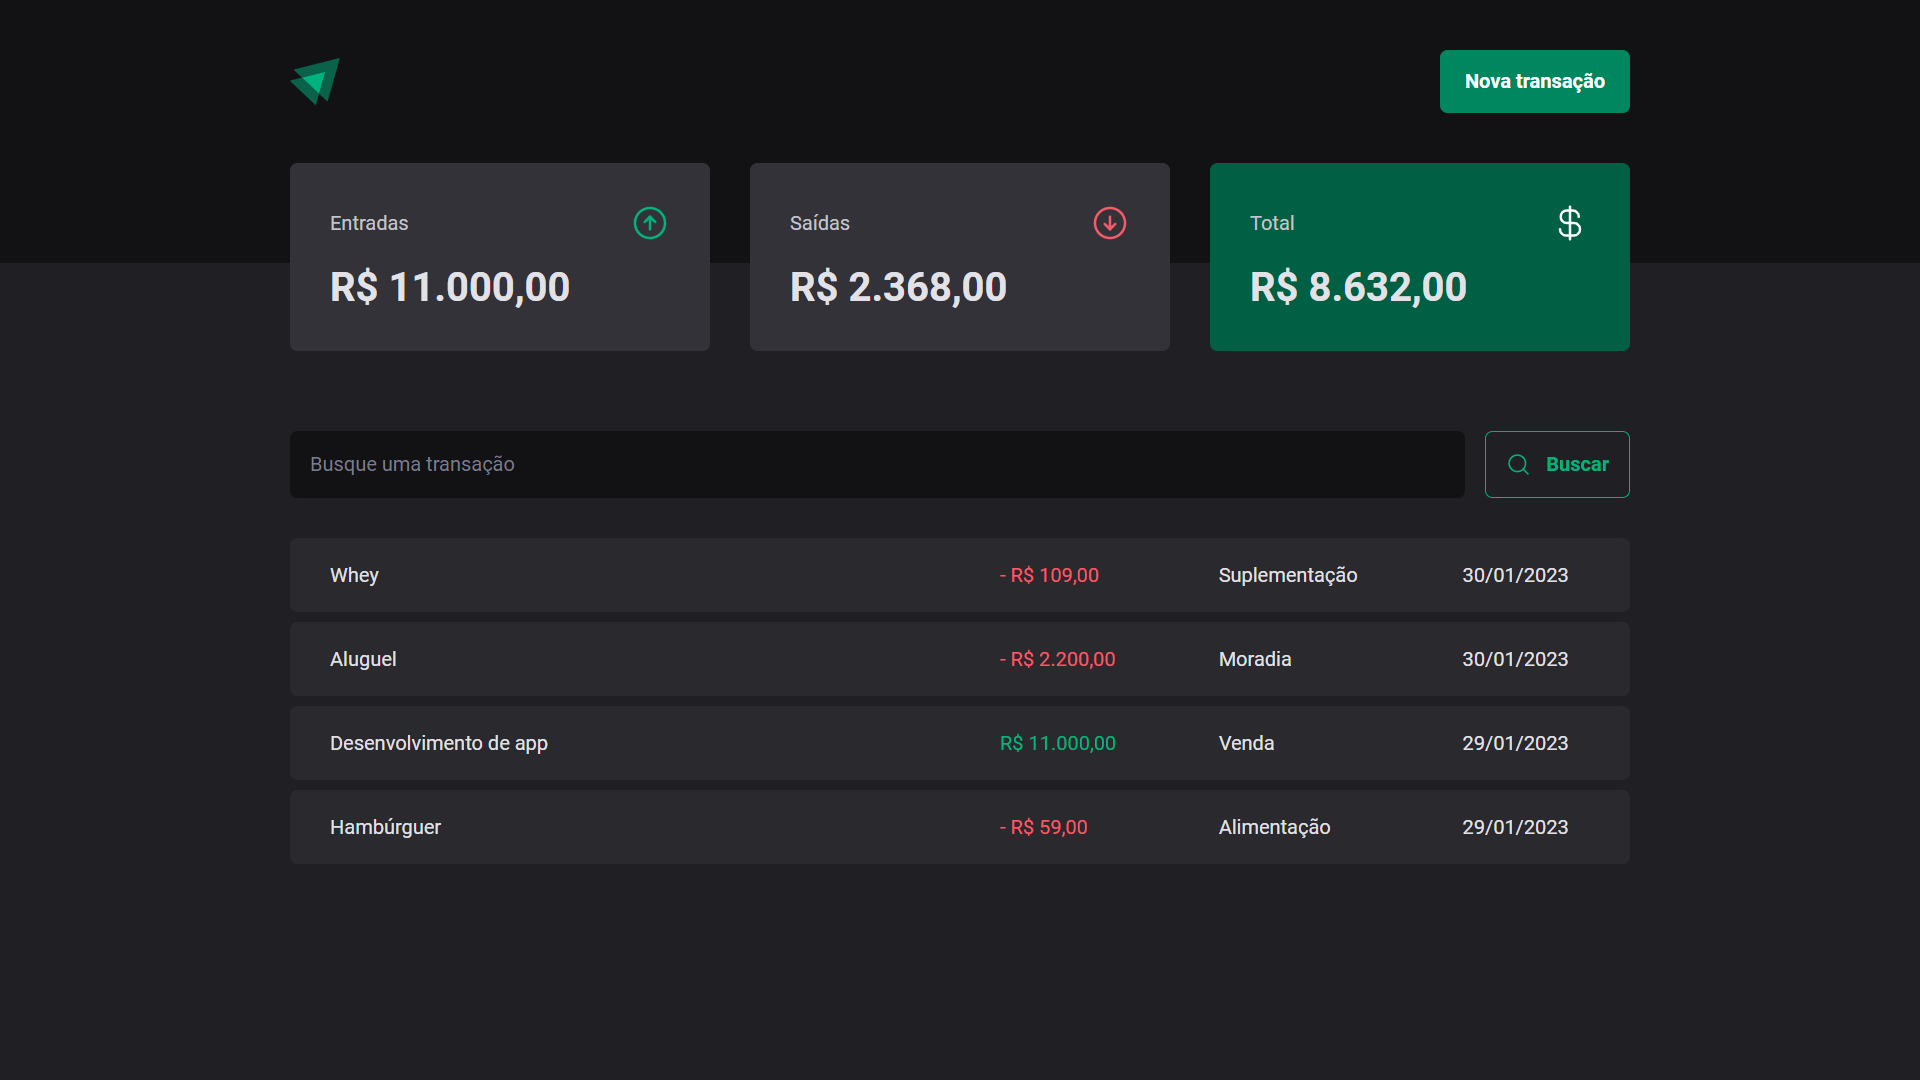 Nova transação
Entradas
R$ 11.000,00
Saídas
R$ 2.368,00
Total
$
R$ 8.632,00
Busque uma transação
Buscar
Whey - R$ 109,00 Suplementação 30/01/2023
Aluguel - R$ 2.200,00 Moradia 30/01/2023
Desenvolvimento de app R$ 11.000,00 Venda 29/01/2023
Hambúrguer - R$ 59,00 Alimentação 29/01/2023